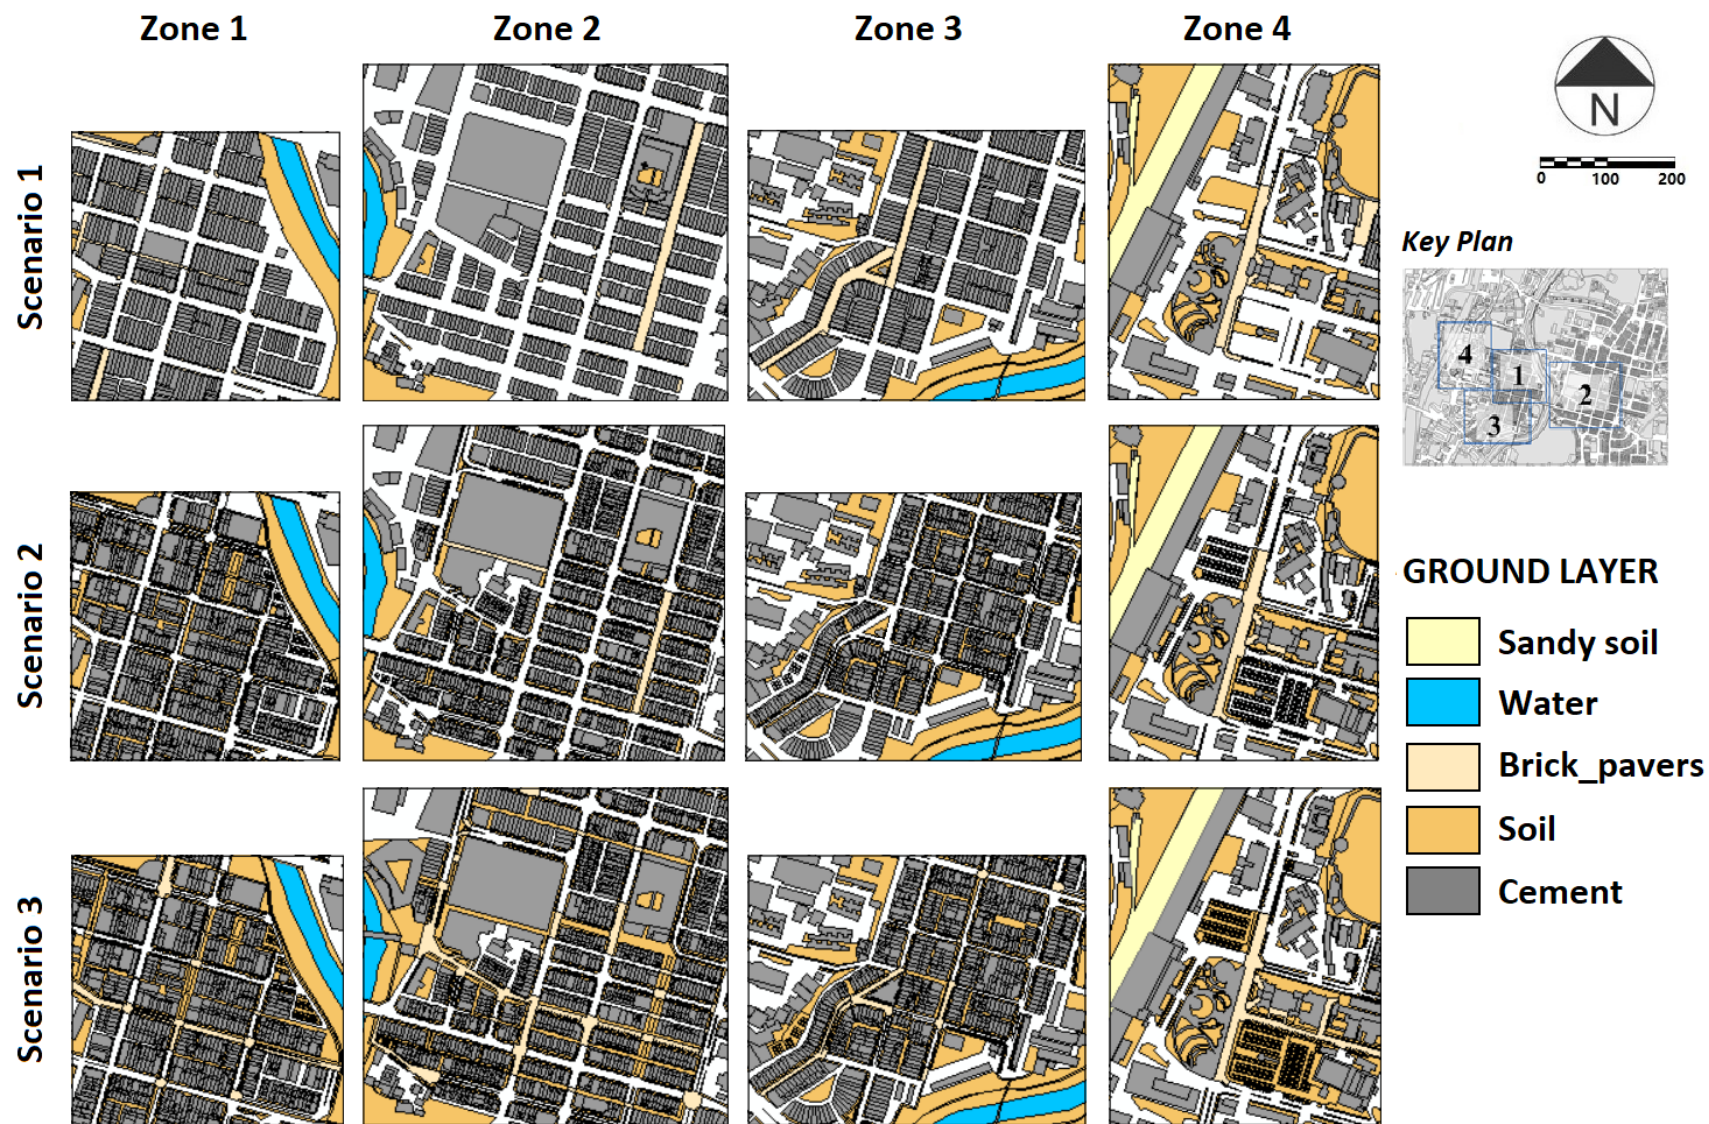 Zone 1
Zone 2
Zone 3
Zone 4
Scenario 1
Scenario 2
Scenario 3
N
0 100 200
Key Plan
4
1
2
3
GROUND LAYER
Sandy soil
Water
Brick_pavers
Soil
Cement